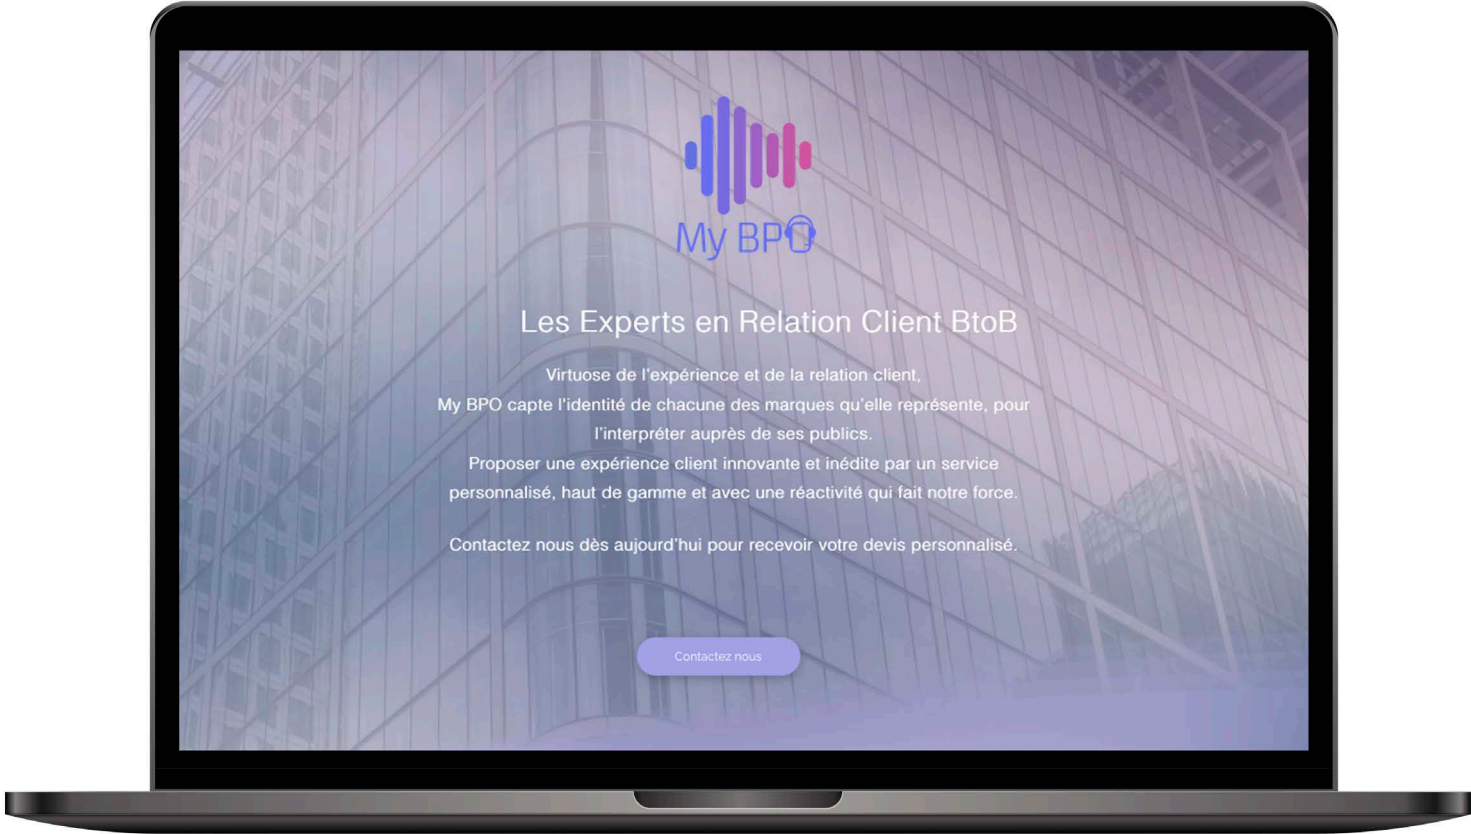 My BPO
Les Experts en Relation Client BtoB
Virtuose de l'expérience et de la relation client,
My BPO capte l'identité de chacune des marques qu'elle représente, pour
l'interpréter auprès de ses publics.
Proposer une expérience client innovante et inédite par un service
personnalisé, haut de gamme et avec une réactivité qui fait notre force.
Contactez nous dès aujourd'hui pour recevoir votre devis personnalisé.
Contactez nous